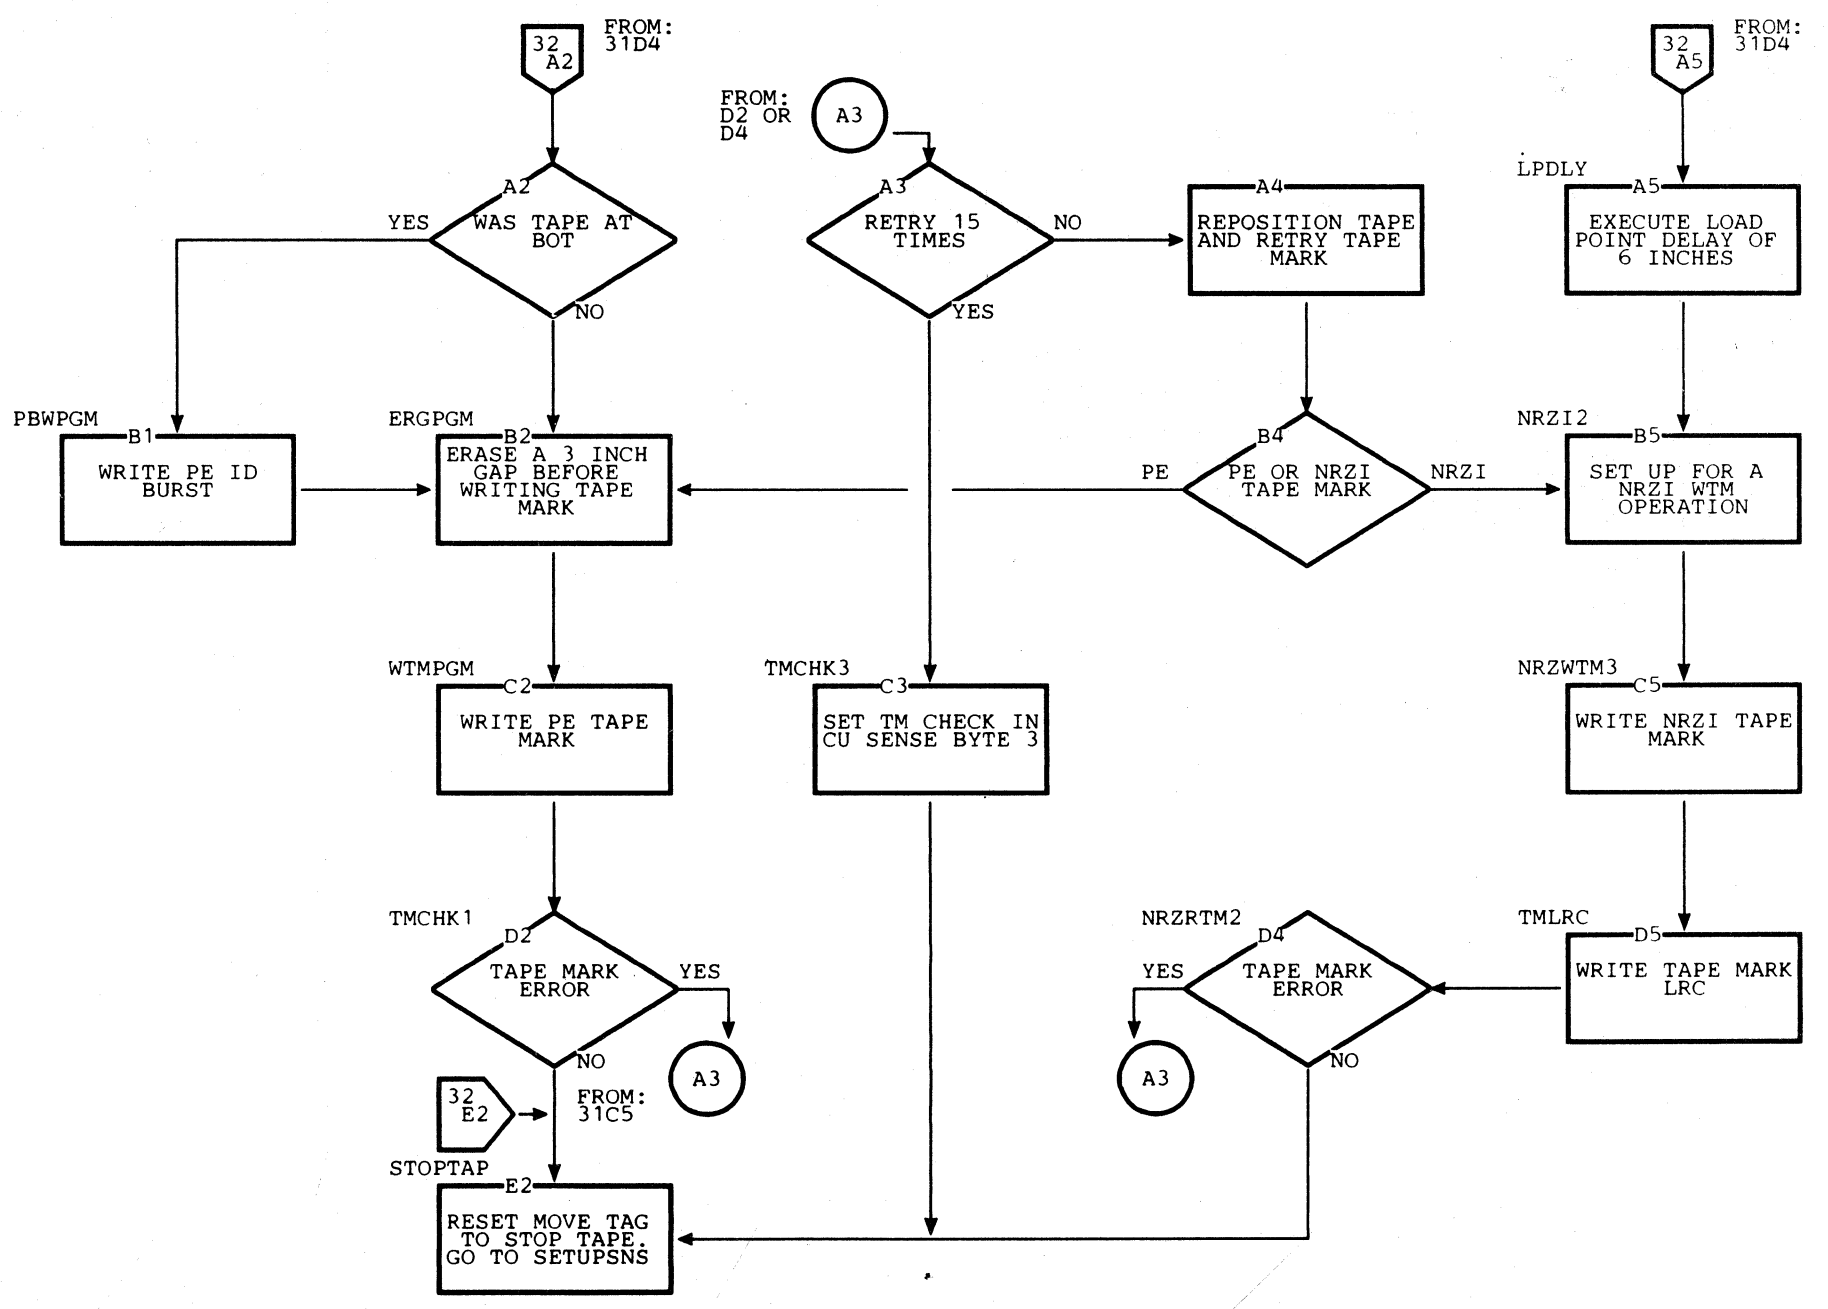 32
A2
FROM:
31D4
FROM:
D2 OR
D4
A3
32
A5
FROM:
31D4
A2
WAS TAPE AT
BOT
YES
NO
A3
RETRY 15
TIMES
NO
YES
A4
REPOSITION TAPE
AND RETRY TAPE
MARK
LPDLY
A5
EXECUTE LOAD
POINT DELAY OF
6 INCHES
PBWPGM
B1
WRITE PE ID
BURST
ERGPGM
B2
ERASE A 3 INCH
GAP BEFORE
WRITING TAPE
MARK
B4
PE OR NRZI
TAPE MARK
PE
NRZI
NRZI2
B5
SET UP FOR A
NRZI WTM
OPERATION
WTMPGM
C2
WRITE PE TAPE
MARK
TMCHK3
C3
SET TM CHECK IN
CU SENSE BYTE 3
NRZWTM3
C5
WRITE NRZI TAPE
MARK
TMCHK1
D2
TAPE MARK
ERROR
YES
NO
A3
NRZRTM2
D4
TAPE MARK
ERROR
YES
NO
A3
TMLRC
D5
WRITE TAPE MARK
LRC
32
E2
FROM:
31C5
STOPTAP
E2
RESET MOVE TAG
TO STOP TAPE.
GO TO SETUPSNS